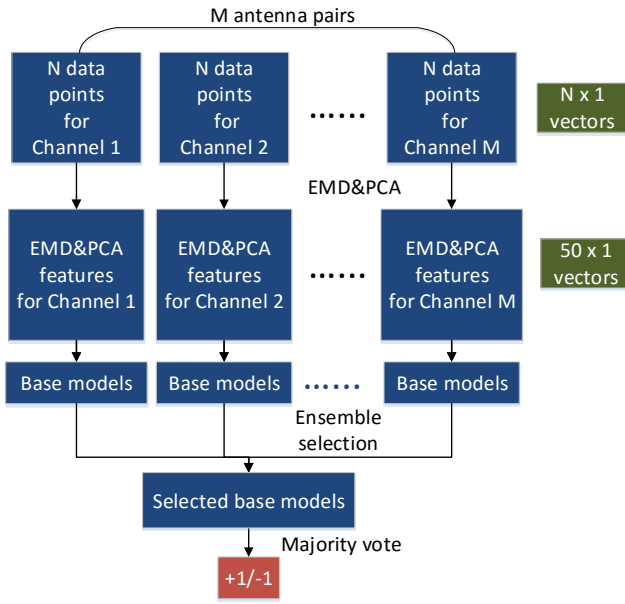 M antenna pairs
N data
points
for
Channel 1
N data
points
for
Channel 2
......
N data
points
for
Channel M
N x 1
vectors
EMD&PCA
EMD&PCA
features
for Channel 1
EMD&PCA
features
for Channel 2
......
EMD&PCA
features
for Channel M
50 x 1
vectors
Base models
Base models
......
Base models
Ensemble
selection
Selected base models
Majority vote
+1/-1